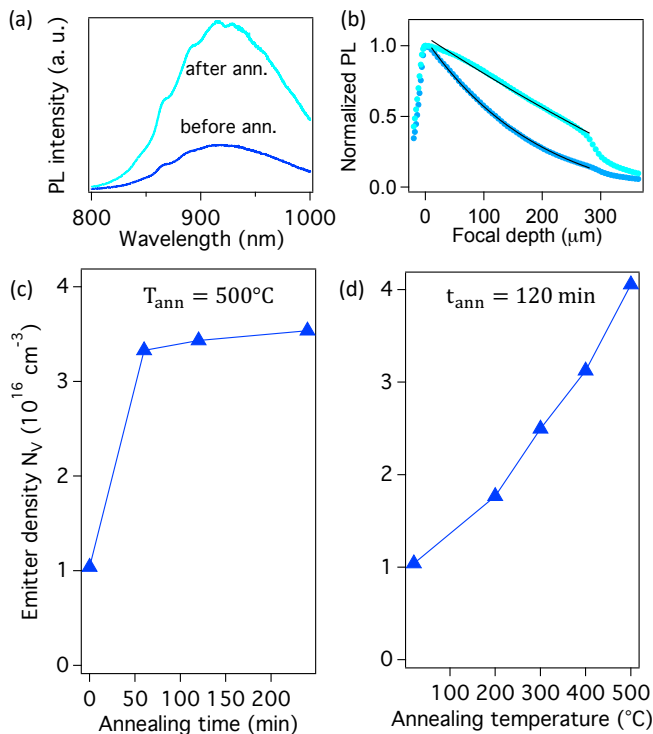 (a)
PL intensity (a. u.)
after ann.
before ann.
800
900
1000
Wavelength (nm)
(b)
Normalized PL
1.0
0.5
0.0
0
100
200
300
Focal depth (μm)
(c)
T_ann = 500°C
Emitter density N_V (10^16 cm^-3)
4
3
2
1
0
0 50 100 150 200
Annealing time (min)
(d)
t_ann = 120 min
4
3
2
1
0
100 200 300 400 500
Annealing temperature (°C)